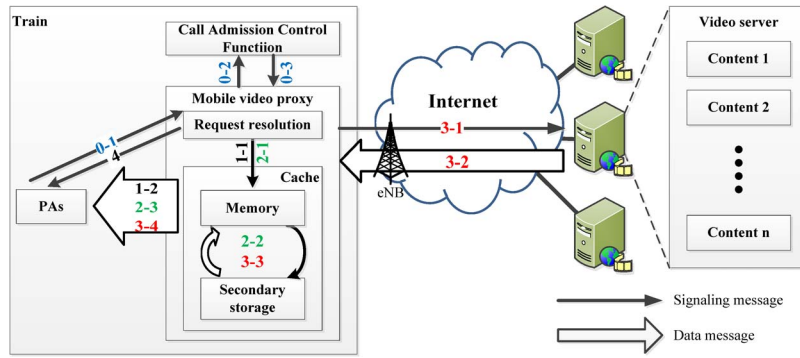 Train
Call Admission Control
Functiion
0-2
0-3
Mobile video proxy
Request resolution
0-1
4
1-1
2-1
Cache
PAs
1-2
2-3
3-4
Memory
2-2
3-3
Secondary
storage
Internet
3-1
3-2
eNB
Video server
Content 1
Content 2
Content n
Signaling message
Data message